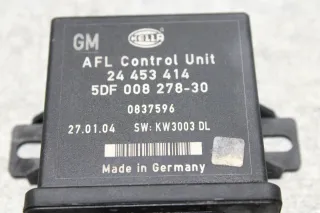 GM HELLA
AFL Control Unit
24 453 414
5DF 008 278-30
0837596
27.01.04 SW: KW3003 DL
Made in Germany